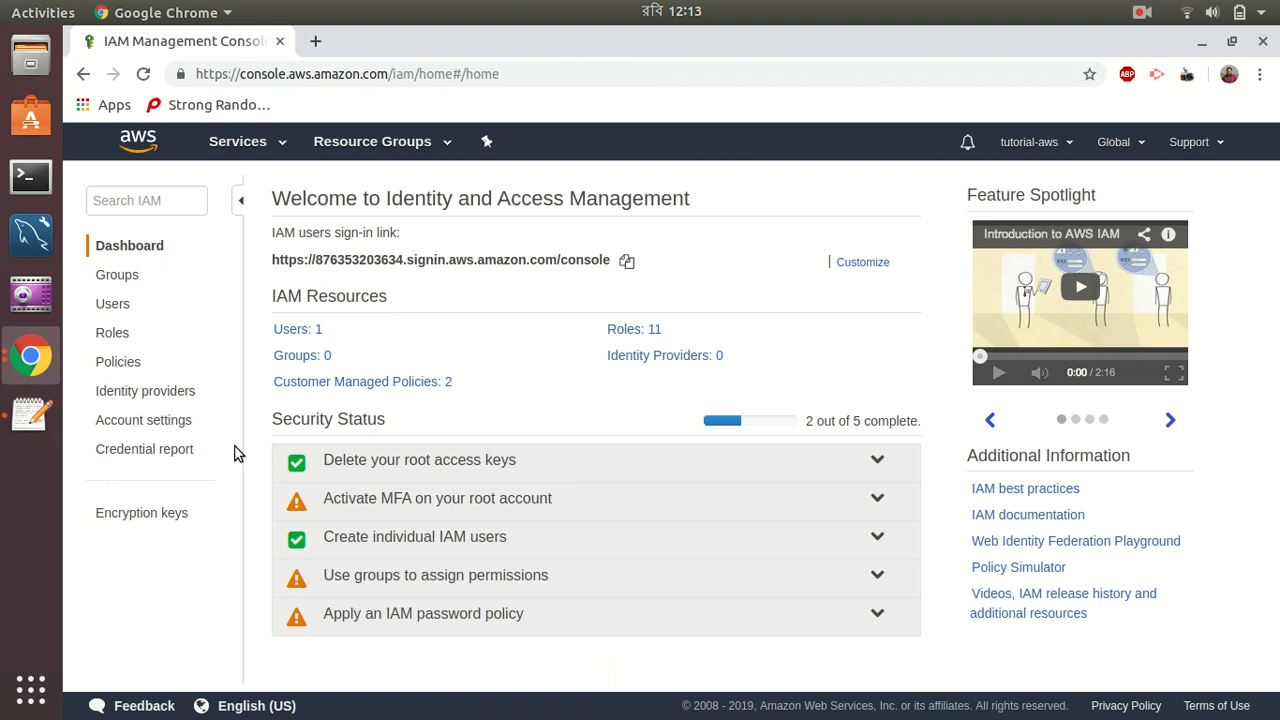 Activities
Google Chrome
রবি 12:13
IAM Management Consol
https://console.aws.amazon.com/iam/home#/home
Apps
Strong Rando...
ABP
aws
Services
Resource Groups
tutorial-aws
Global
Support
Search IAM
Dashboard
Groups
Users
Roles
Policies
Identity providers
Account settings
Credential report
Encryption keys
Welcome to Identity and Access Management
IAM users sign-in link:
https://876353203634.signin.aws.amazon.com/console
| Customize
IAM Resources
Users: 1
Roles: 11
Groups: 0
Identity Providers: 0
Customer Managed Policies: 2
Security Status
2 out of 5 complete.
Delete your root access keys
Activate MFA on your root account
Create individual IAM users
Use groups to assign permissions
Apply an IAM password policy
Feature Spotlight
Introduction to AWS IAM
0:00 / 2:16
Additional Information
IAM best practices
IAM documentation
Web Identity Federation Playground
Policy Simulator
Videos, IAM release history and
additional resources
Feedback
English (US)
© 2008 - 2019, Amazon Web Services, Inc. or its affiliates. All rights reserved.
Privacy Policy
Terms of Use